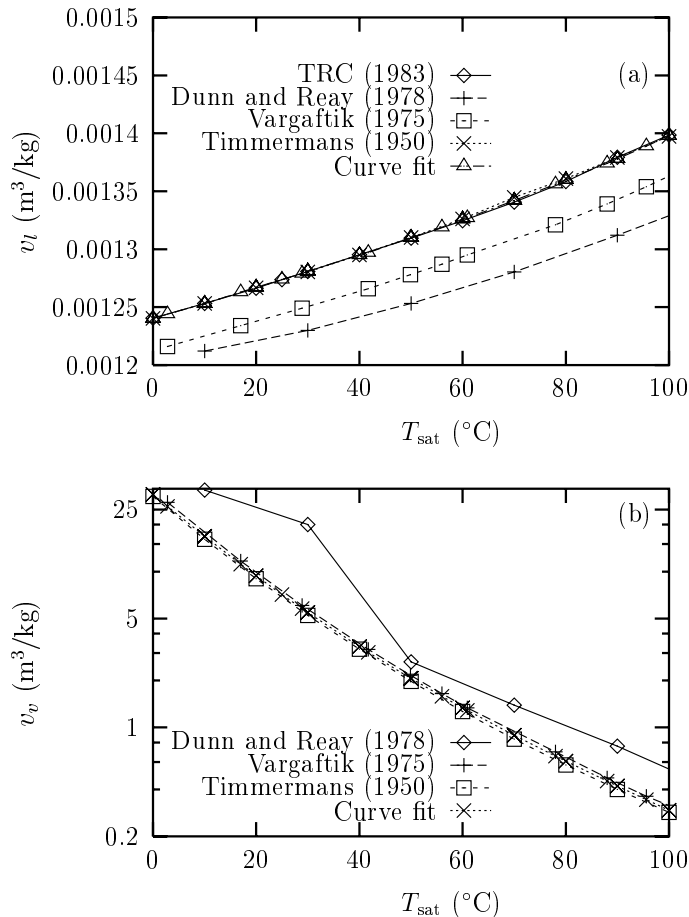 0.0015
0.00145
0.0014
0.00135
0.0013
0.00125
0.0012
v_l (m³/kg)
TRC (1983)
Dunn and Reay (1978)
Vargaftik (1975)
Timmermans (1950)
Curve fit
(a)
0 20 40 60 80 100
T_sat (°C)
25
5
1
0.2
v_v (m³/kg)
(b)
Dunn and Reay (1978)
Vargaftik (1975)
Timmermans (1950)
Curve fit
0 20 40 60 80 100
T_sat (°C)